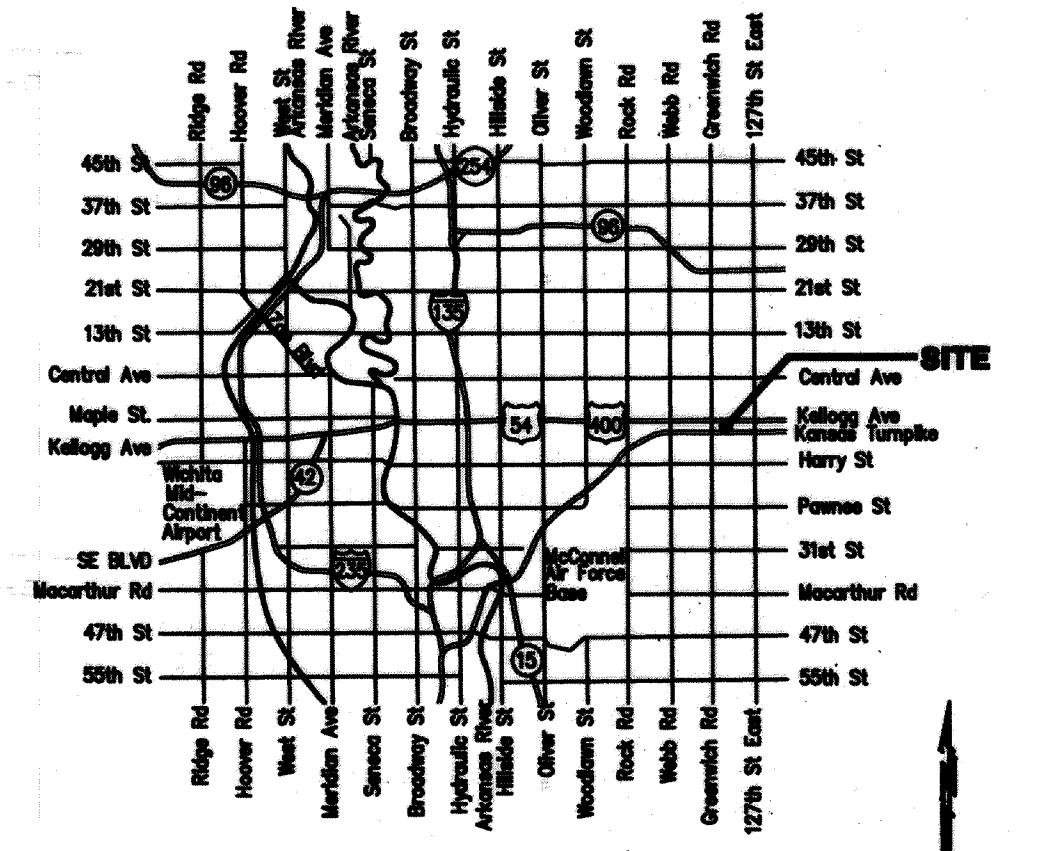 Ridge Rd
Hoover Rd
West St
Arkansas River
Meridian Ave
Arkansas River
Seneca St
Broadway St
Hydraulic St
Hillside St
Oliver St
Woodlawn St
Rock Rd
Webb Rd
Greenwich Rd
127th St East
45th St
254
45th St
96
37th St
37th St
96
29th St
29th St
21st St
21st St
135
13th St
13th St
Blvd
SITE
Central Ave
Central Ave
Maple St.
54
400
Kellogg Ave
Kansas Turnpike
Kellogg Ave
Harry St
Wichita
Mid-
Continent
Airport
42
Pawnee St
SE BLVD
235
McConnell
Air Force
Base
31st St
Macarthur Rd
Macarthur Rd
47th St
47th St
15
55th St
55th St
Ridge Rd
Hoover Rd
West St
Meridian Ave
Seneca St
Broadway St
Hydraulic St
Arkansas River
Hillside St
Oliver St
Woodlawn St
Rock Rd
Webb Rd
Greenwich Rd
127th St East